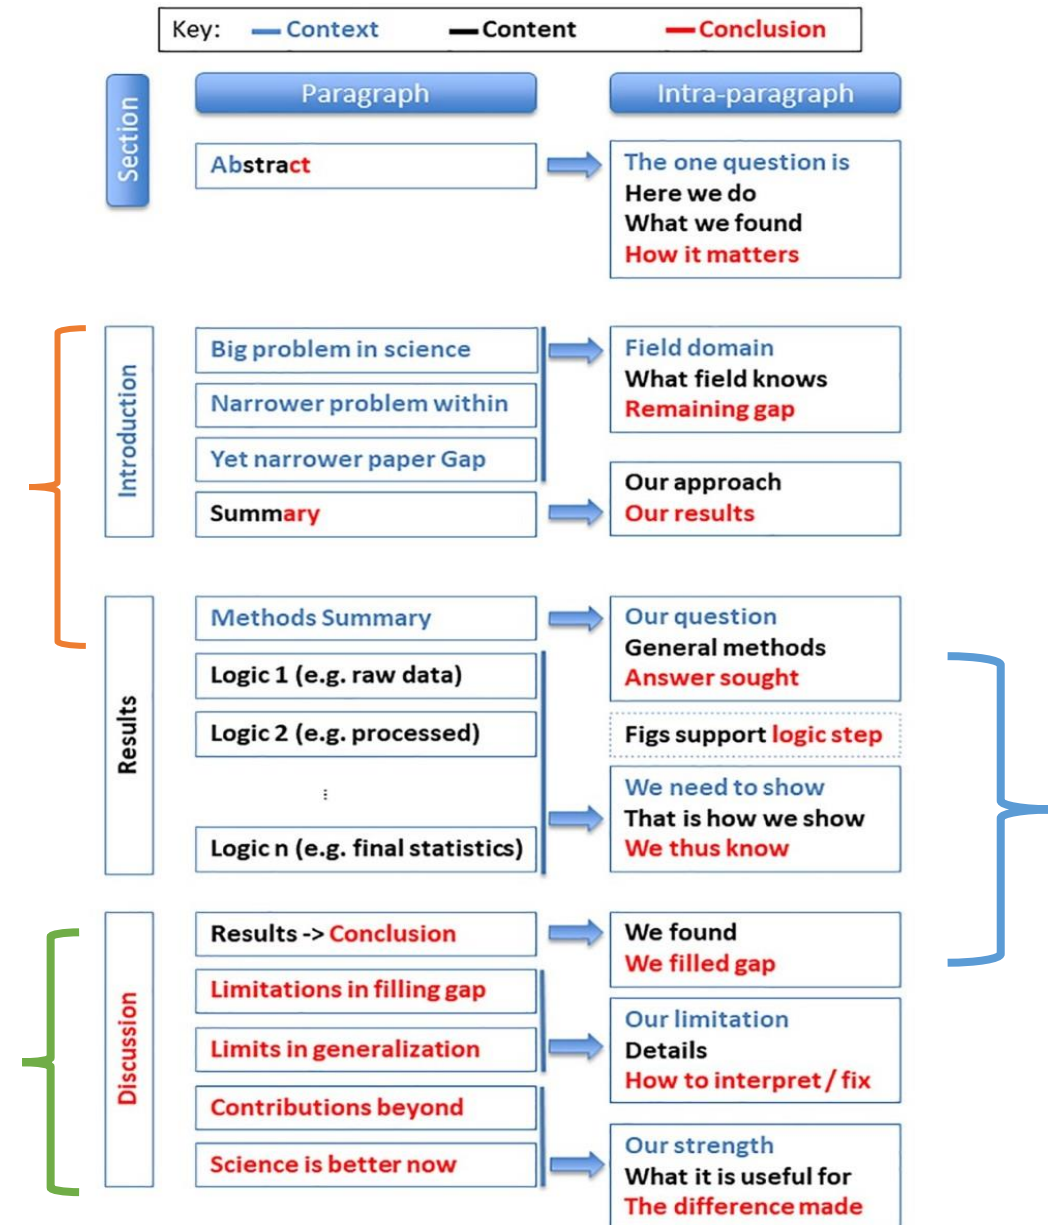 Key: Context Content Conclusion
Section
Paragraph
Intra-paragraph
Abstract
The one question is
Here we do
What we found
How it matters
Introduction
Big problem in science
Narrower problem within
Yet narrower paper Gap
Summary
Field domain
What field knows
Remaining gap
Our approach
Our results
Results
Methods Summary
Logic 1 (e.g. raw data)
Logic 2 (e.g. processed)
...
Logic n (e.g. final statistics)
Our question
General methods
Answer sought
Figs support logic step
We need to show
That is how we show
We thus know
Discussion
Results -> Conclusion
Limitations in filling gap
Limits in generalization
Contributions beyond
Science is better now
We found
We filled gap
Our limitation
Details
How to interpret / fix
Our strength
What it is useful for
The difference made